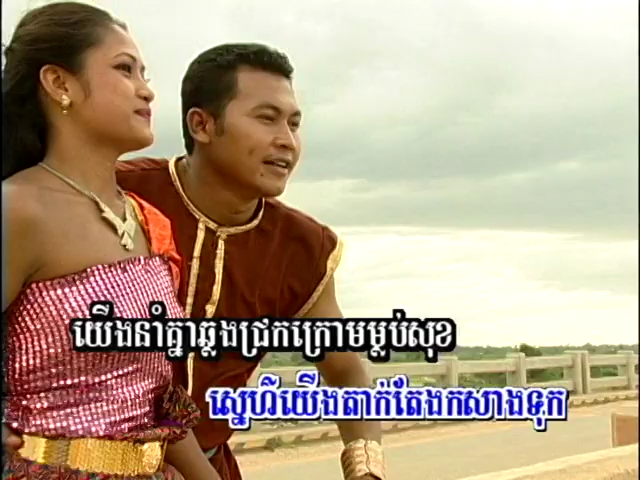 យើងនាំគ្នាឆ្លងជ្រកក្រោមម្លប់សុខ
ស្នេហ៍យើងតាក់តែងកសាងទុក